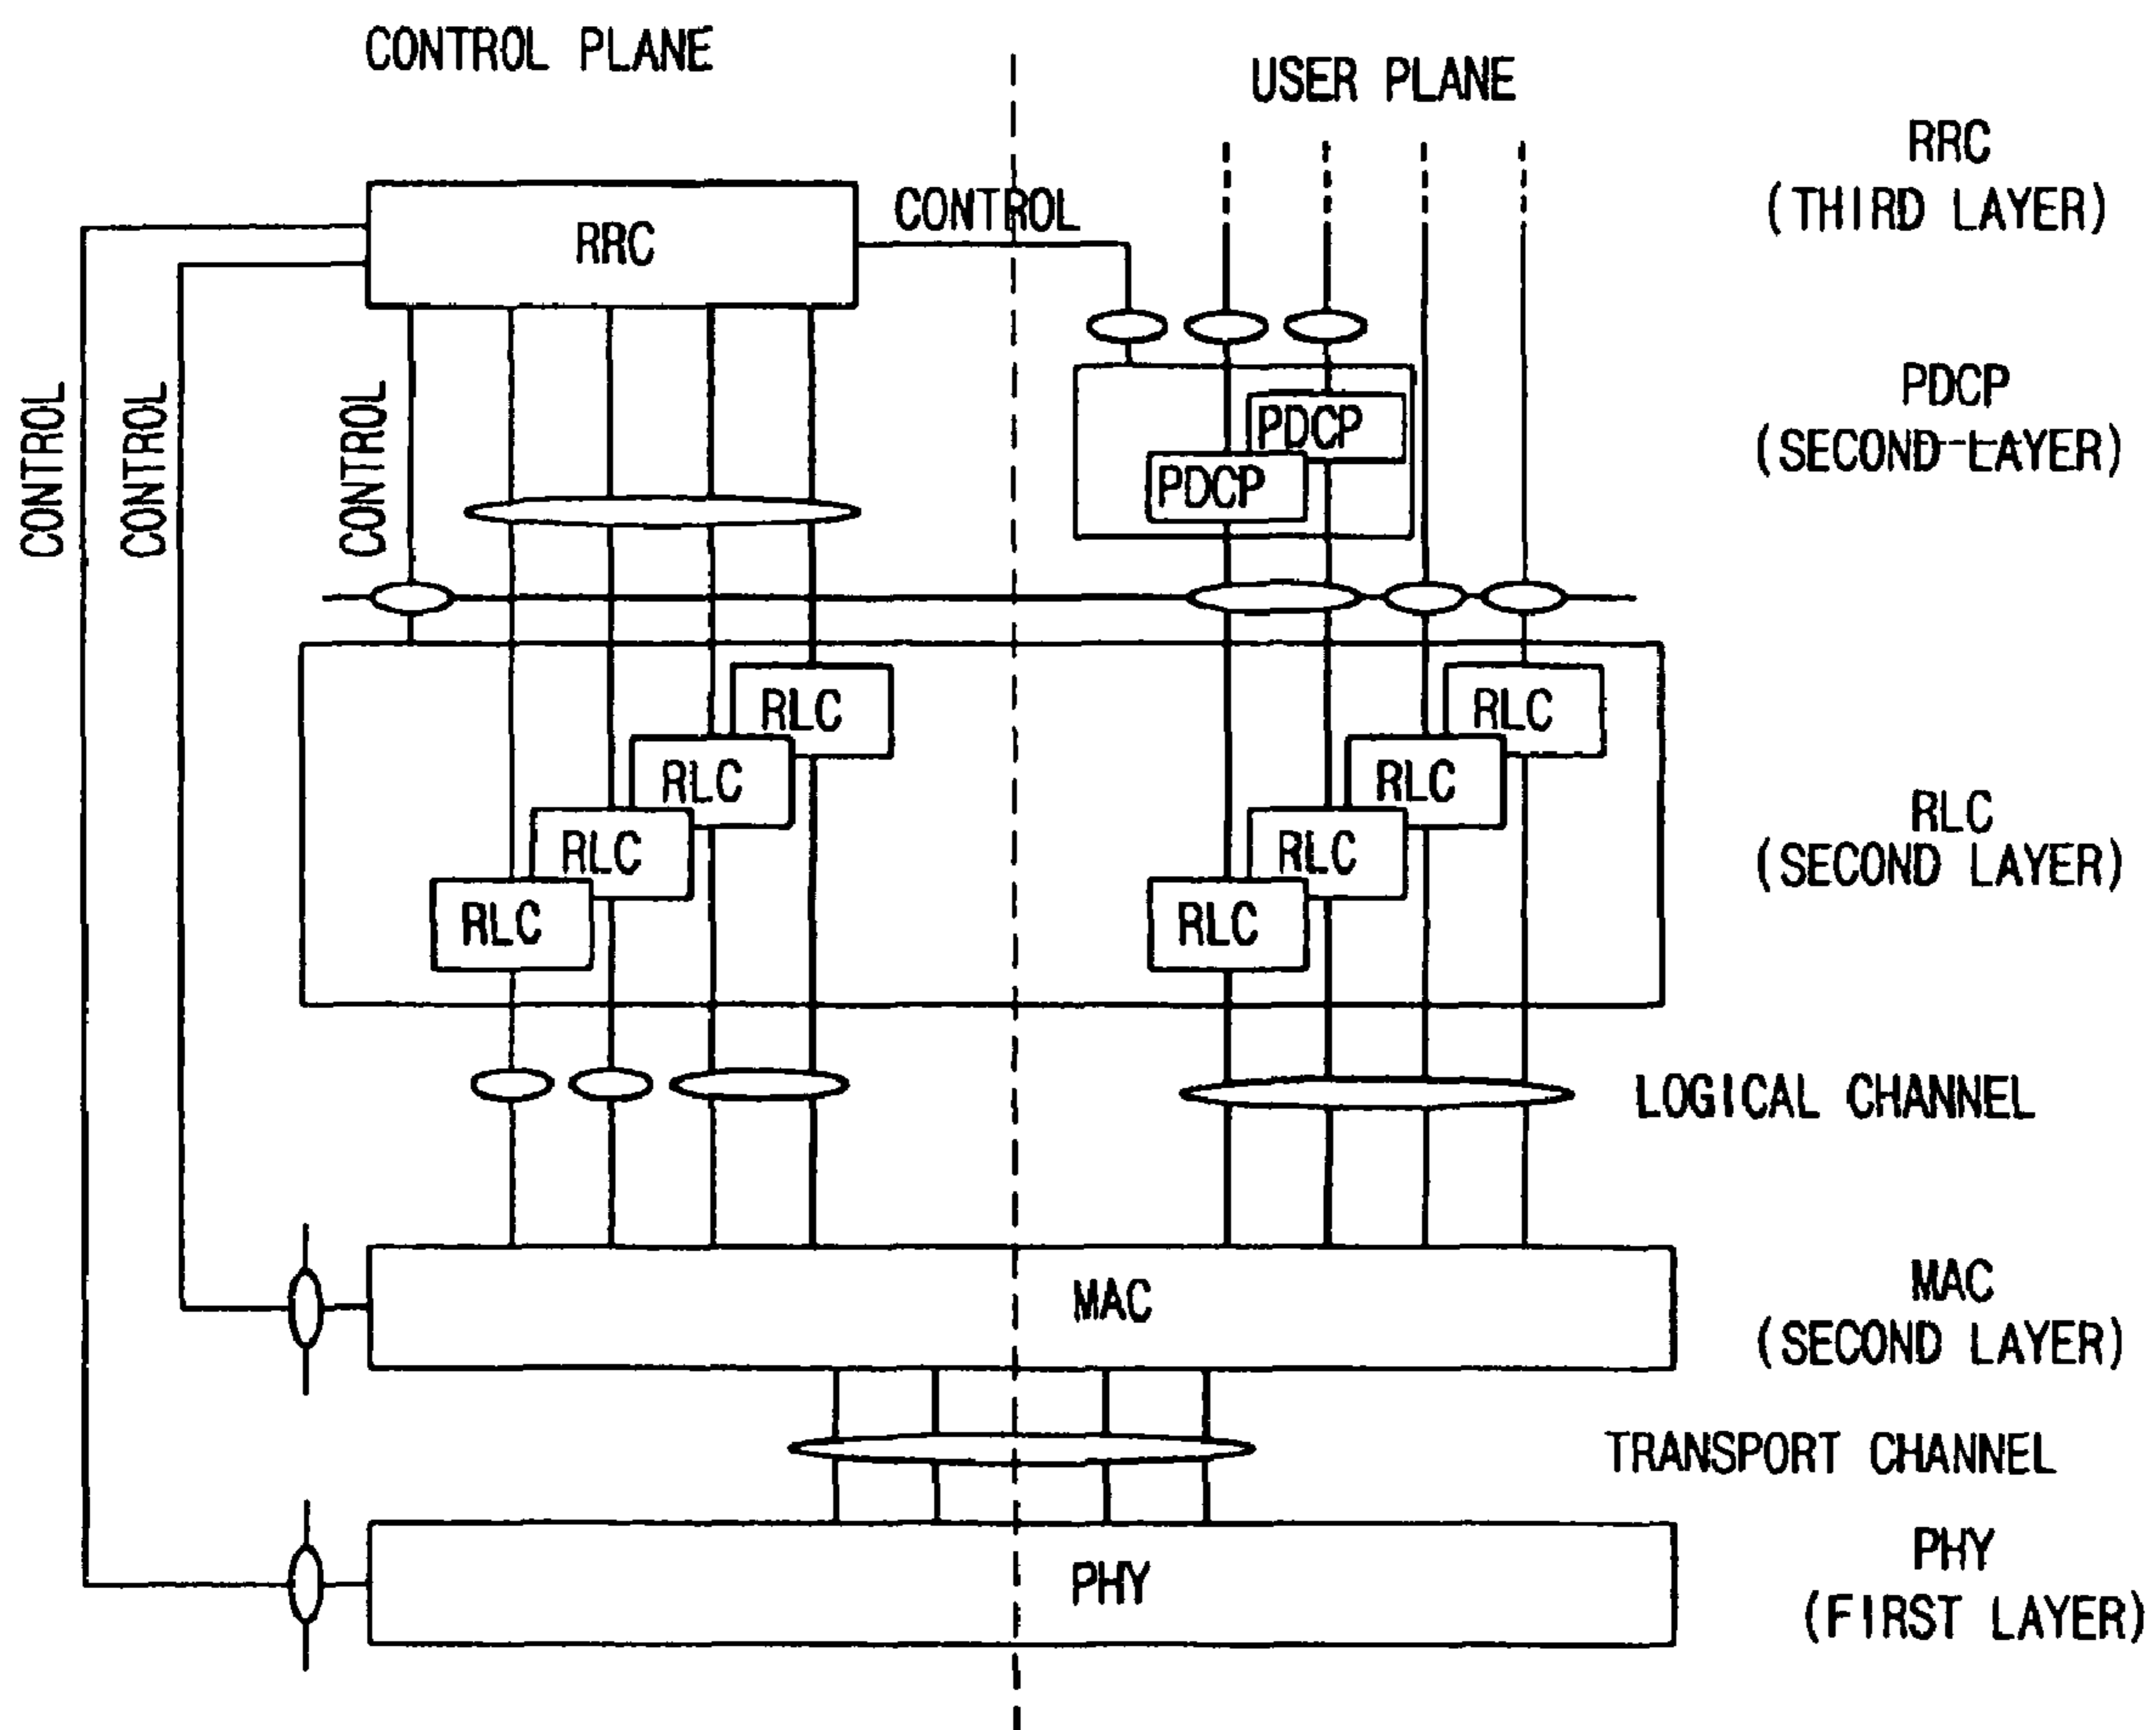 CONTROL PLANE
USER PLANE
RRC
(THIRD LAYER)
RRC
CONTROL
CONTROL
CONTROL
CONTROL
PDCP
(SECOND LAYER)
PDCP
PDCP
RLC
RLC
RLC
RLC
RLC
RLC
RLC
RLC
RLC
(SECOND LAYER)
LOGICAL CHANNEL
MAC
MAC
(SECOND LAYER)
TRANSPORT CHANNEL
PHY
PHY
(FIRST LAYER)